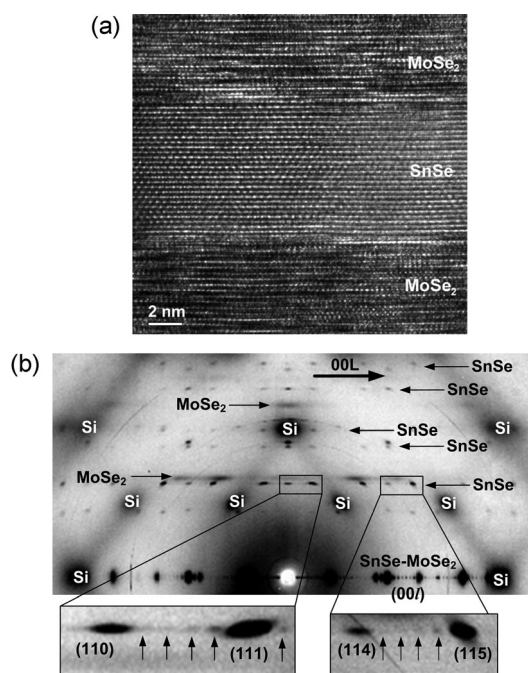 (a)
MoSe₂
SnSe
MoSe₂
2 nm
(b)
00L
SnSe
SnSe
MoSe₂
Si
Si
SnSe
Si
SnSe
MoSe₂
SnSe
Si
Si
Si
Si
SnSe-MoSe₂
Si
Si
(00l)
(110)
(111)
(114)
(115)